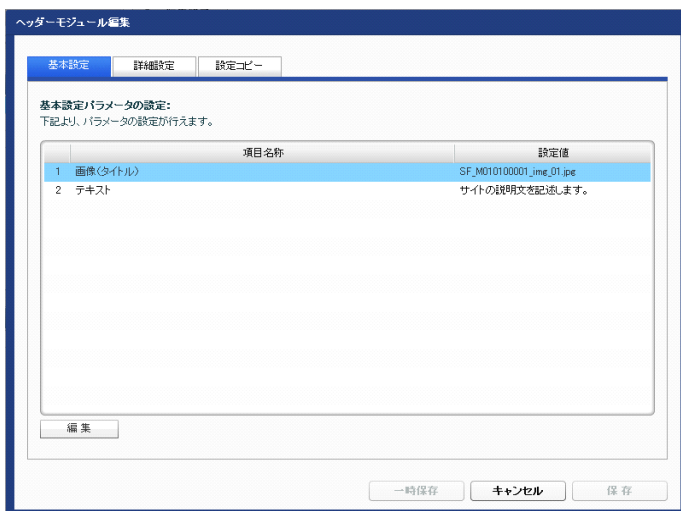 ヘッダーモジュール編集
基本設定 詳細設定 設定コピー
基本設定パラメータの設定:
下記より、パラメータの設定が行えます。
項目名称 設定値
1 画像(タイトル) SF_M010100001_img_01.jpg
2 テキスト サイトの説明文を記述します。
編集
一時保存 キャンセル 保存